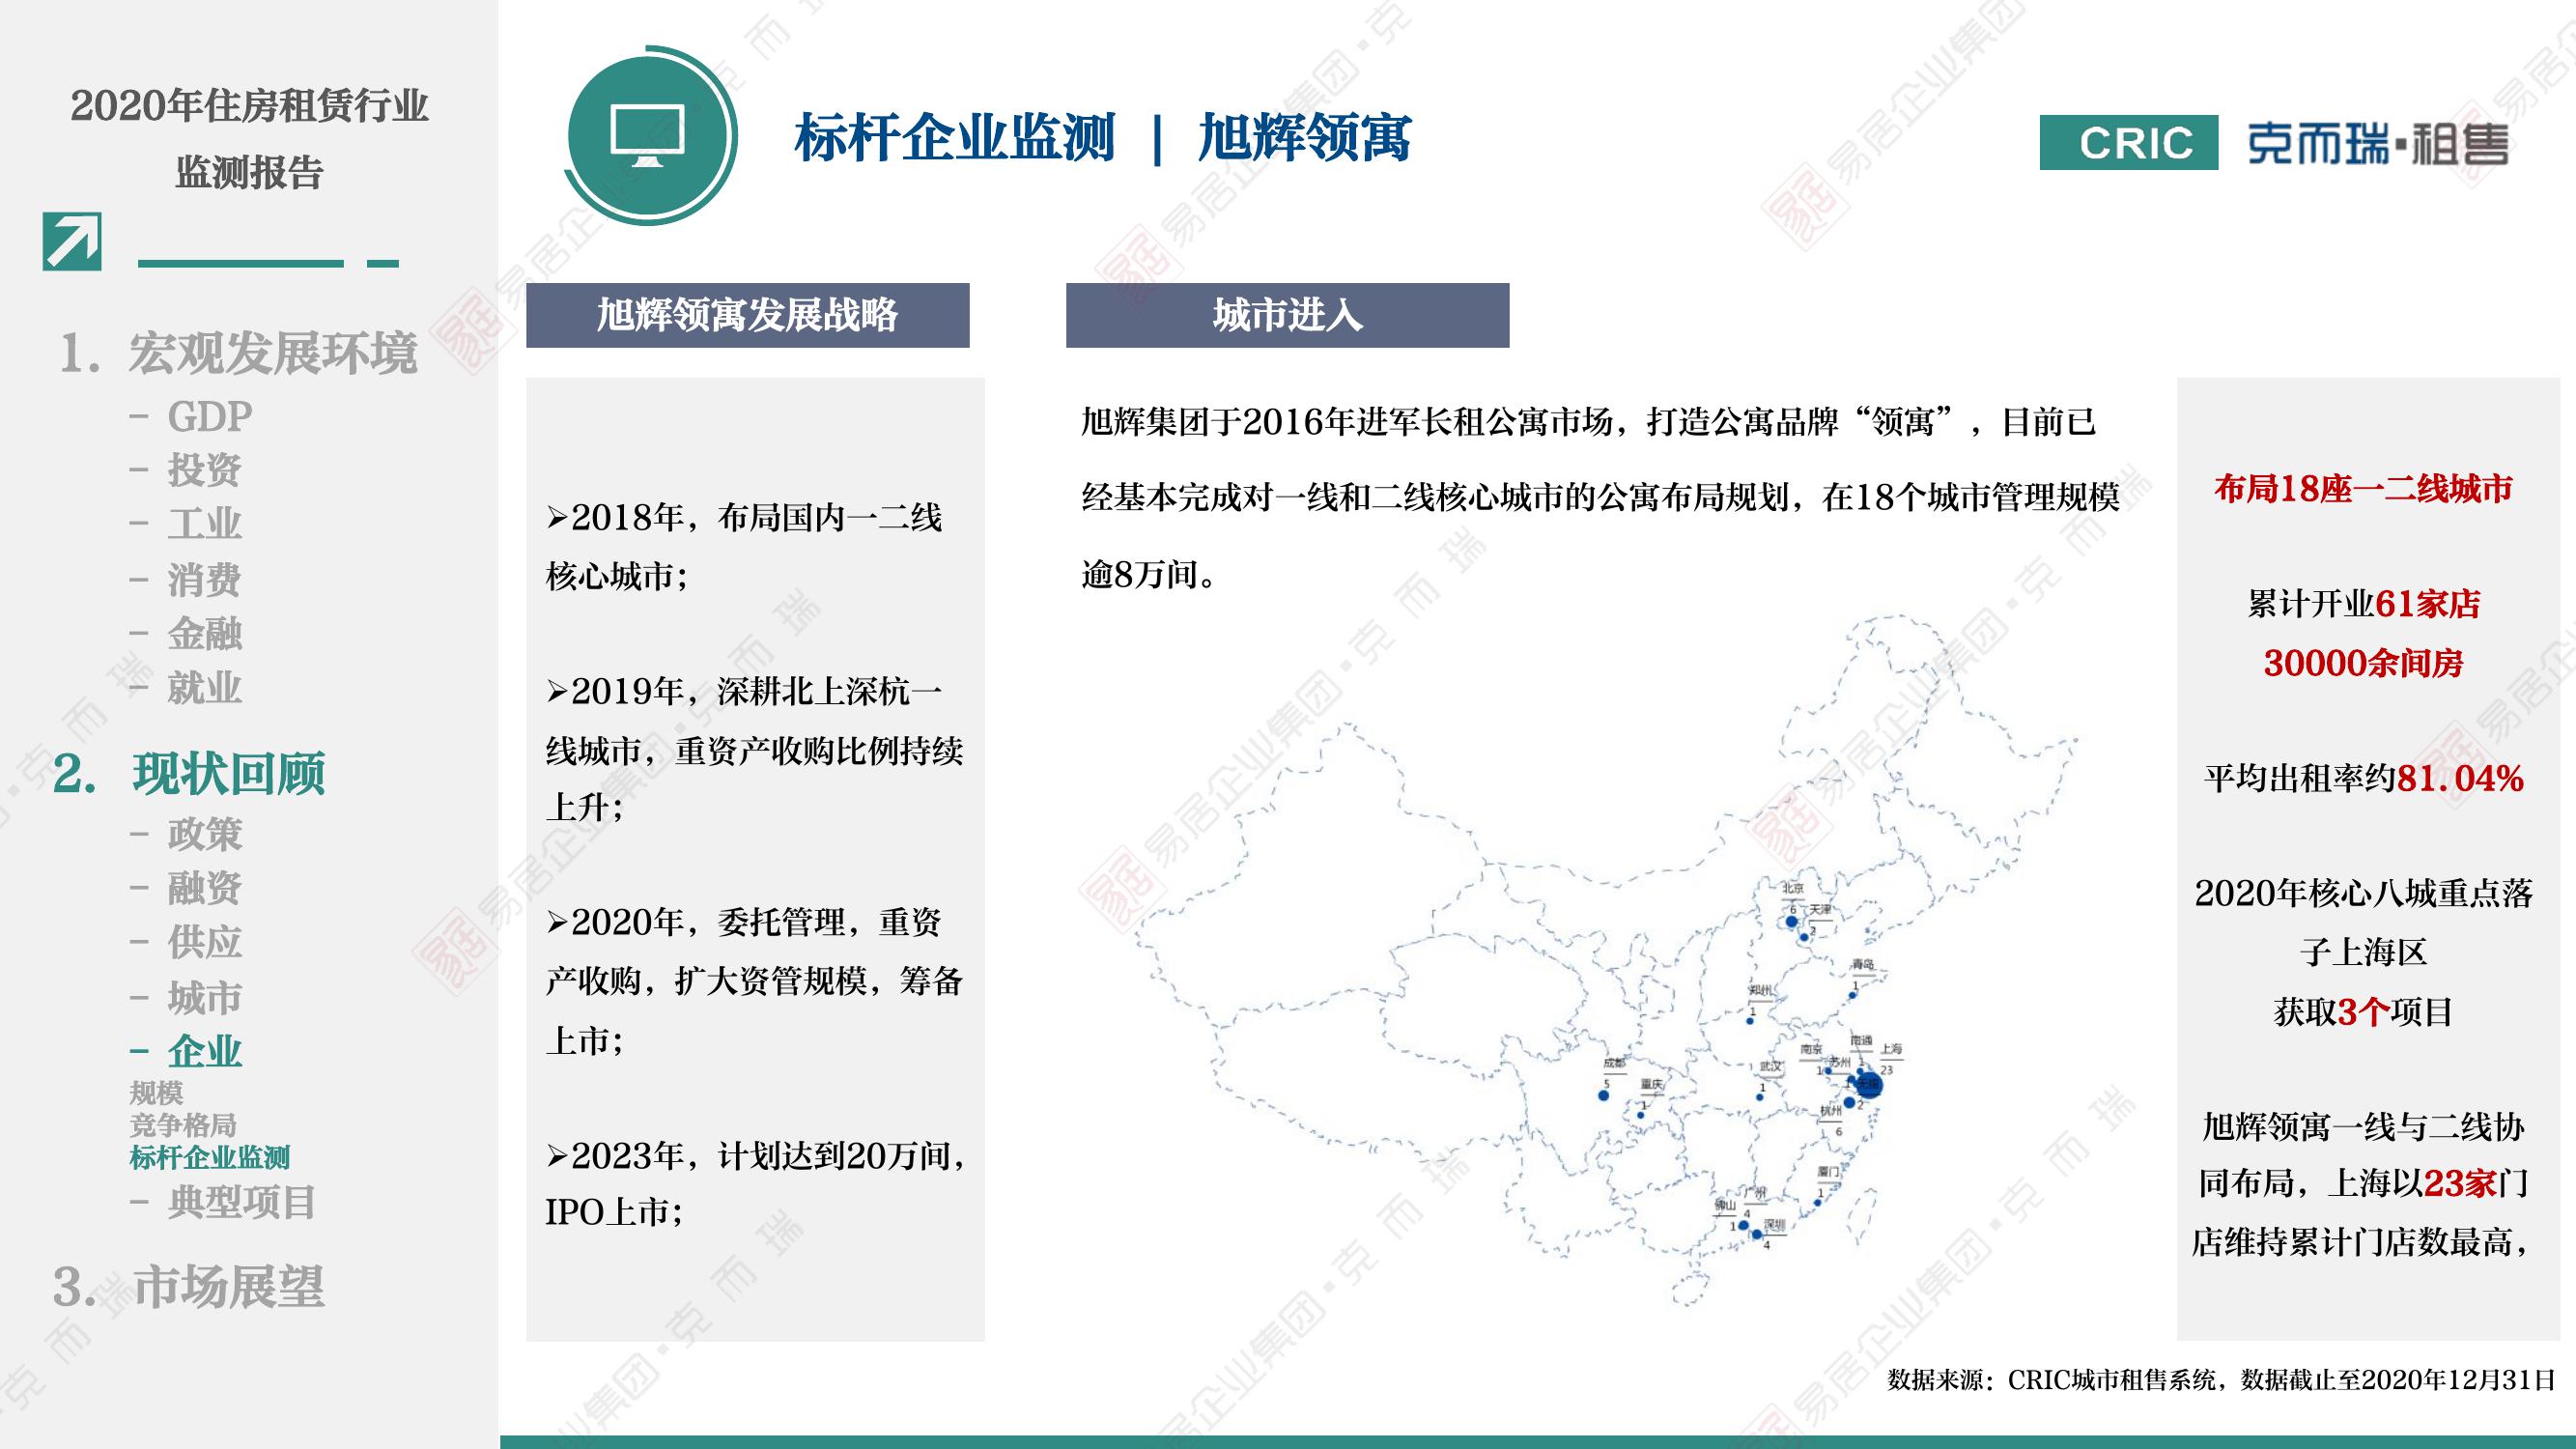 2020年住房租赁行业
监测报告
1. 宏观发展环境
– GDP
– 投资
– 工业
– 消费
– 金融
– 就业
2. 现状回顾
– 政策
– 融资
– 供应
– 城市
– 企业
规模
竞争格局
标杆企业监测
– 典型项目
3. 市场展望
标杆企业监测 | 旭辉领寓
CRIC 克而瑞·租售
旭辉领寓发展战略
➢2018年，布局国内一二线
核心城市；
➢2019年，深耕北上深杭一
线城市，重资产收购比例持续
上升；
➢2020年，委托管理，重资
产收购，扩大资管规模，筹备
上市；
➢2023年，计划达到20万间，
IPO上市；
城市进入
旭辉集团于2016年进军长租公寓市场，打造公寓品牌“领寓”，目前已
经基本完成对一线和二线核心城市的公寓布局规划，在18个城市管理规模
逾8万间。
北京
6
天津
2
青岛
1
郑州
1
南通
1
南京
1
上海
23
苏州
1
无锡
2
成都
5
重庆
1
武汉
1
杭州
6
厦门
1
广州
4
佛山
1
深圳
4
布局18座一二线城市
累计开业61家店
30000余间房
平均出租率约81.04%
2020年核心八城重点落
子上海区
获取3个项目
旭辉领寓一线与二线协
同布局，上海以23家门
店维持累计门店数最高，
数据来源：CRIC城市租售系统，数据截止至2020年12月31日
易居企业集团·克而瑞